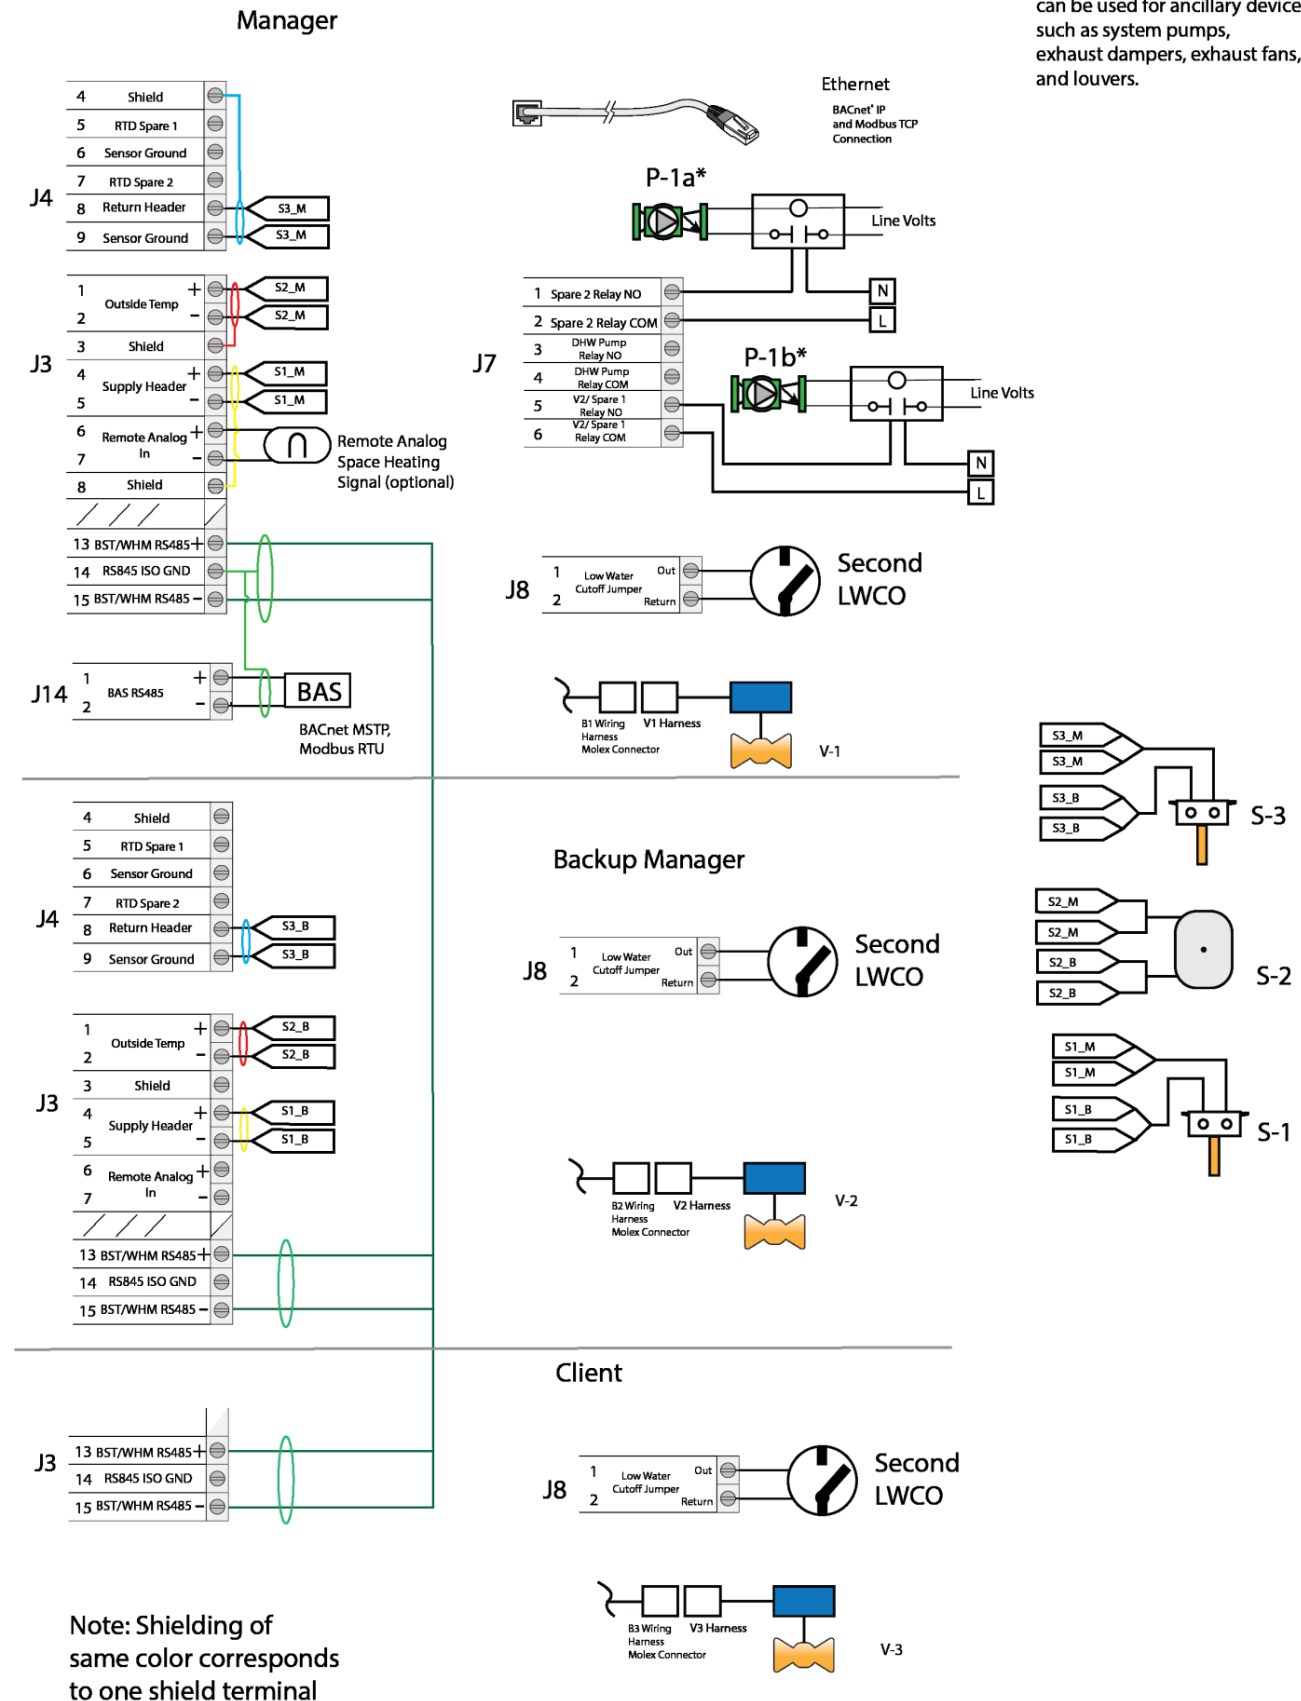 Manager
can be used for ancillary device
such as system pumps,
exhaust dampers, exhaust fans,
and louvers.
J4
4 Shield
5 RTD Spare 1
6 Sensor Ground
7 RTD Spare 2
8 Return Header
9 Sensor Ground
S3_M
S3_M
Ethernet
BACnet® IP
and Modbus TCP
Connection
P-1a*
Line Volts
J3
1 +
Outside Temp
2 -
3 Shield
4 +
Supply Header
5 -
6 +
Remote Analog
In
7 -
8 Shield
S2_M
S2_M
S1_M
S1_M
Remote Analog
Space Heating
Signal (optional)
13 BST/WHM RS485 +
14 RS845 ISO GND
15 BST/WHM RS485 -
J7
1 Spare 2 Relay NO
2 Spare 2 Relay COM
3 DHW Pump
Relay NO
4 DHW Pump
Relay COM
5 V2/ Spare 1
Relay NO
6 V2/ Spare 1
Relay COM
N
L
P-1b*
Line Volts
N
L
J8
1 Out
Low Water
Cutoff Jumper
2 Return
Second
LWCO
J14
1 +
BAS RS485
2 -
BAS
BACnet MSTP,
Modbus RTU
B1 Wiring
Harness
Molex Connector
V1 Harness
V-1
Backup Manager
J4
4 Shield
5 RTD Spare 1
6 Sensor Ground
7 RTD Spare 2
8 Return Header
9 Sensor Ground
S3_B
S3_B
J8
1 Out
Low Water
Cutoff Jumper
2 Return
Second
LWCO
J3
1 +
Outside Temp
2 -
3 Shield
4 +
Supply Header
5 -
6 +
Remote Analog
In
7 -
S2_B
S2_B
S1_B
S1_B
13 BST/WHM RS485 +
14 RS845 ISO GND
15 BST/WHM RS485 -
B2 Wiring
Harness
Molex Connector
V2 Harness
V-2
S3_M
S3_M
S3_B
S3_B
S-3
S2_M
S2_M
S2_B
S2_B
S-2
S1_M
S1_M
S1_B
S1_B
S-1
Client
J3
13 BST/WHM RS485 +
14 RS845 ISO GND
15 BST/WHM RS485 -
J8
1 Out
Low Water
Cutoff Jumper
2 Return
Second
LWCO
B3 Wiring
Harness
Molex Connector
V3 Harness
V-3
Note: Shielding of
same color corresponds
to one shield terminal